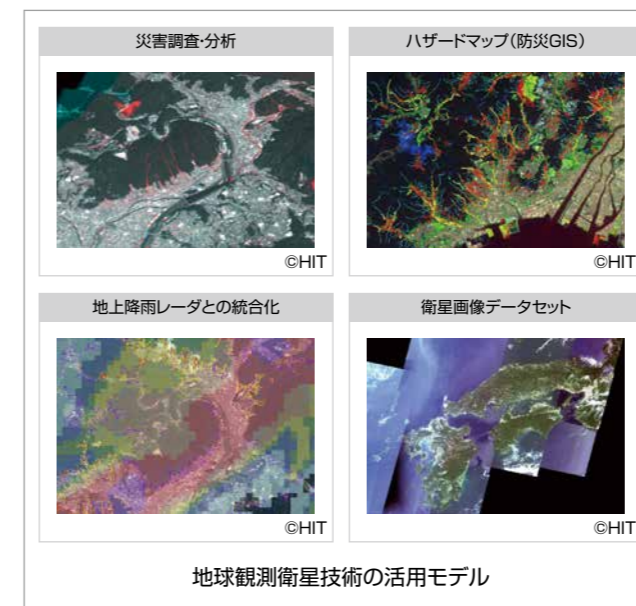 災害調査・分析
ハザードマップ(防災GIS)
©HIT
©HIT
地上降雨レーダとの統合化
衛星画像データセット
©HIT
©HIT
地球観測衛星技術の活用モデル